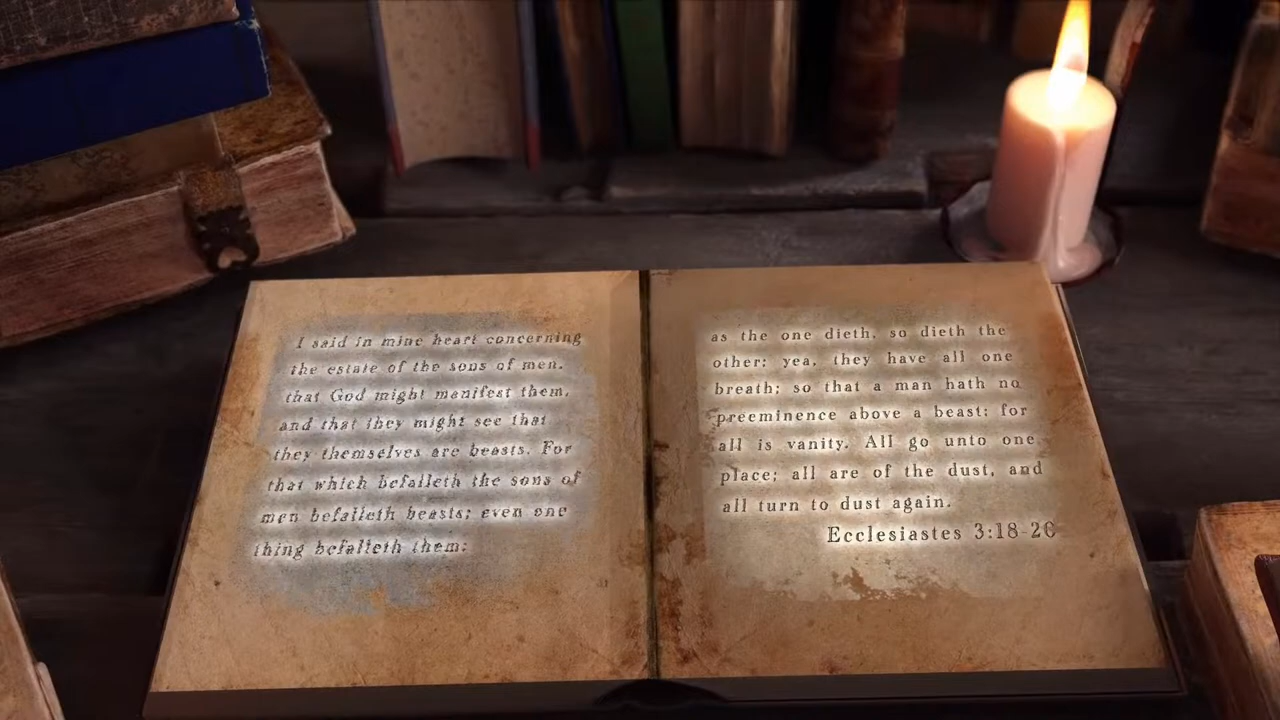 I said in mine heart concerning
the estate of the sons of men,
that God might manifest them,
and that they might see that
they themselves are beasts. For
that which befalleth the sons of
men befalleth beasts; even one
thing befalleth them:
as the one dieth, so dieth the
other; yea, they have all one
breath; so that a man hath no
preeminence above a beast: for
all is vanity. All go unto one
place; all are of the dust, and
all turn to dust again.
Ecclesiastes 3:18-20